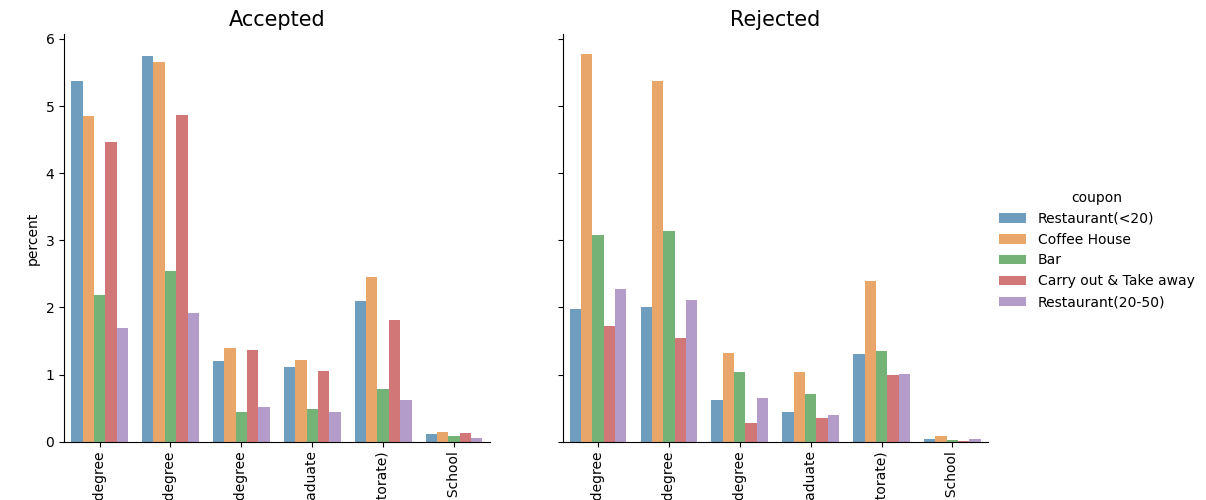 Accepted
Rejected
percent
6
5
4
3
2
1
0
degree
degree
degree
aduate
torate)
School
degree
degree
degree
aduate
torate)
School
coupon
Restaurant(<20)
Coffee House
Bar
Carry out & Take away
Restaurant(20-50)